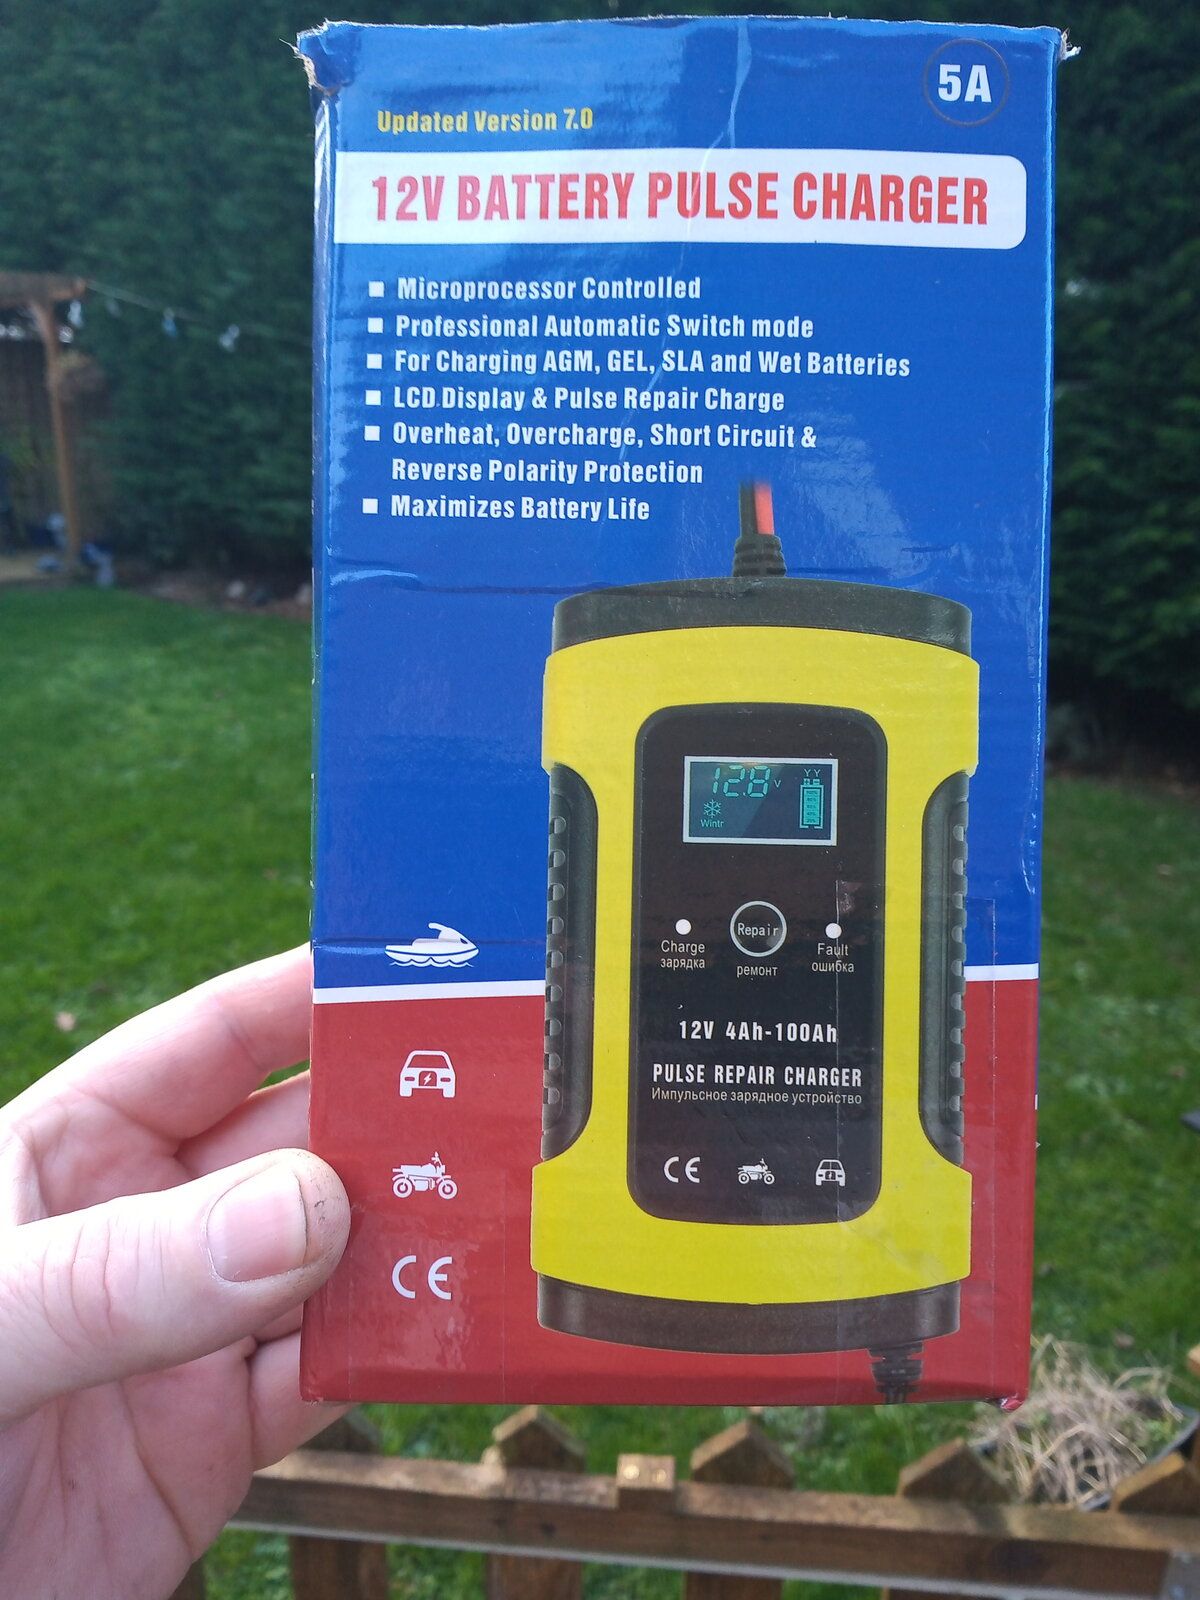 5A
Updated Version 7.0
12V BATTERY PULSE CHARGER
Microprocessor Controlled
Professional Automatic Switch mode
For Charging AGM, GEL, SLA and Wet Batteries
LCD Display & Pulse Repair Charge
Overheat, Overcharge, Short Circuit &
Reverse Polarity Protection
Maximizes Battery Life
12.8 V
Wintr
Repair
Charge
Fault
зарядка
ремонт
ошибка
12V 4Ah-100Ah
PULSE REPAIR CHARGER
Импульсное зарядное устройство
CE
CE